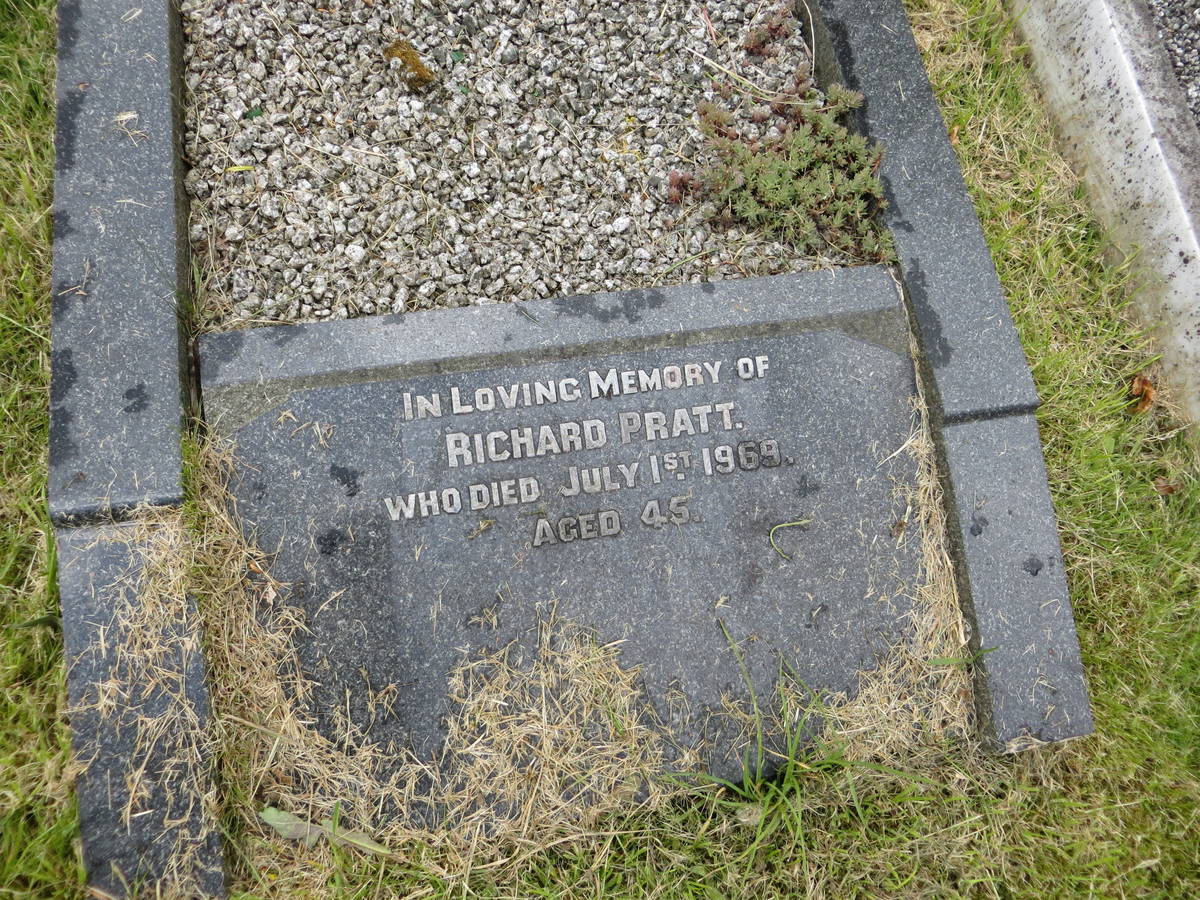 IN LOVING MEMORY OF
RICHARD PRATT.
WHO DIED JULY 1ST. 1969.
AGED 45.